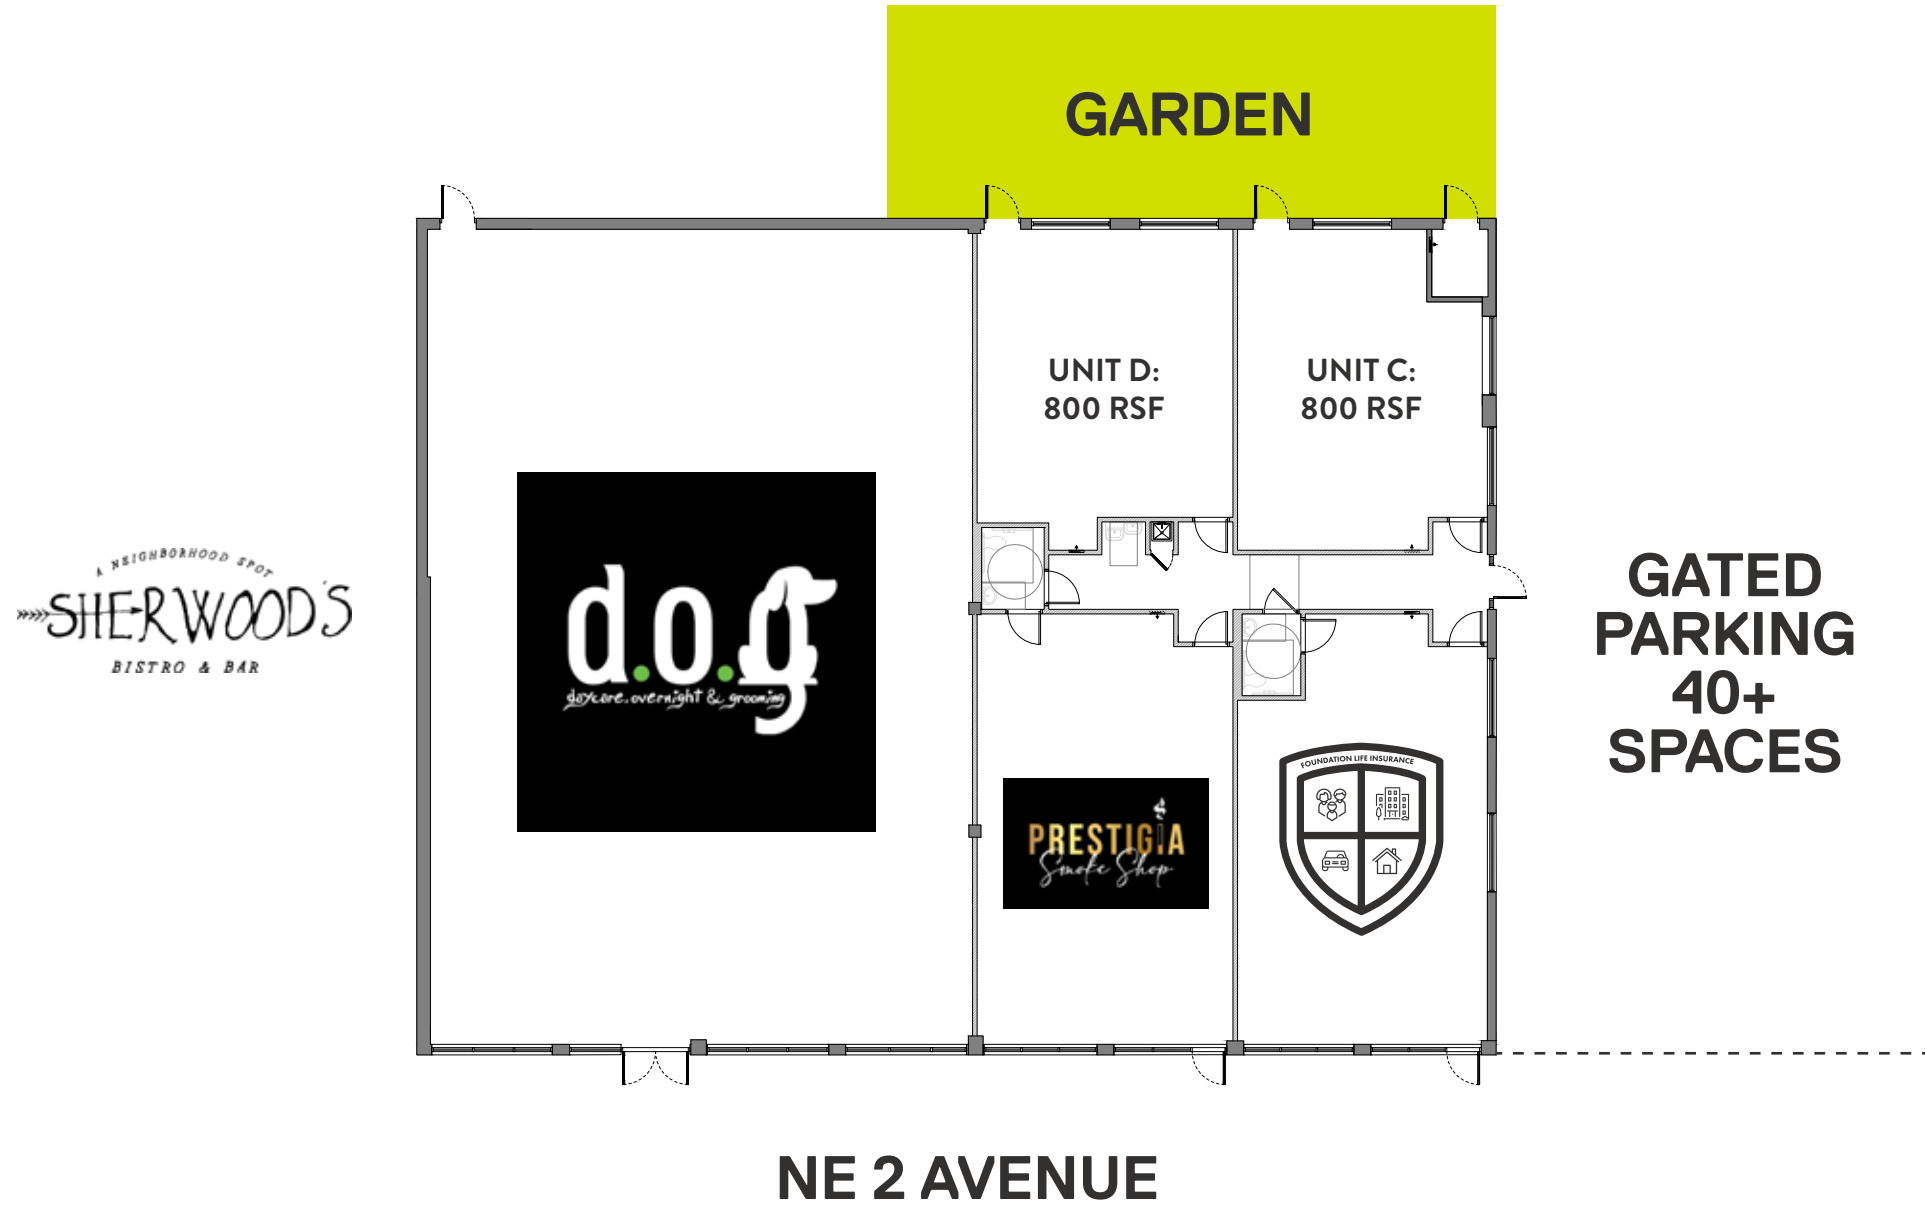 GARDEN
UNIT D:
800 RSF
UNIT C:
800 RSF
A NEIGHBORHOOD SPOT
SHERWOOD'S
BISTRO & BAR
d.o.g
daycare.overnight & grooming
GATED
PARKING
40+
SPACES
FOUNDATION LIFE INSURANCE
PRESTIGIA
Smoke Shop
NE 2 AVENUE